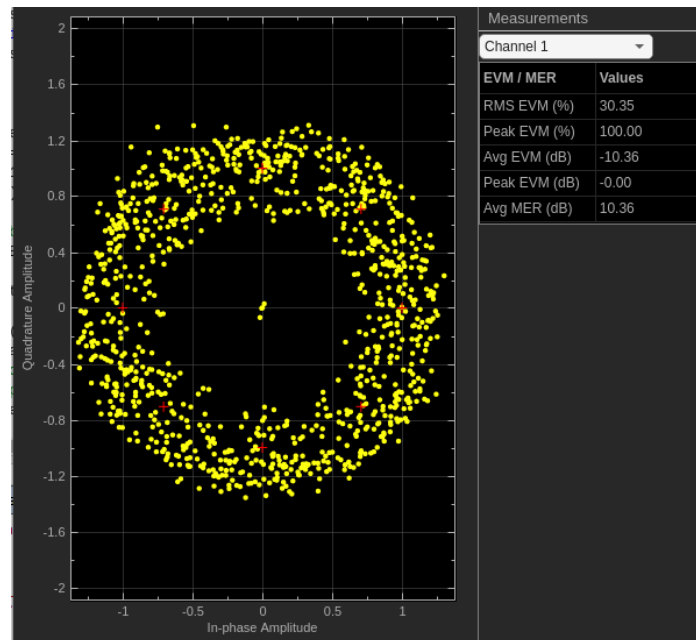 Measurements
Channel 1
EVM / MER Values
RMS EVM (%) 30.35
Peak EVM (%) 100.00
Avg EVM (dB) -10.36
Peak EVM (dB) -0.00
Avg MER (dB) 10.36
Quadrature Amplitude
2
1.6
1.2
0.8
0.4
0
-0.4
-0.8
-1.2
-1.6
-2
-1 -0.5 0 0.5 1
In-phase Amplitude